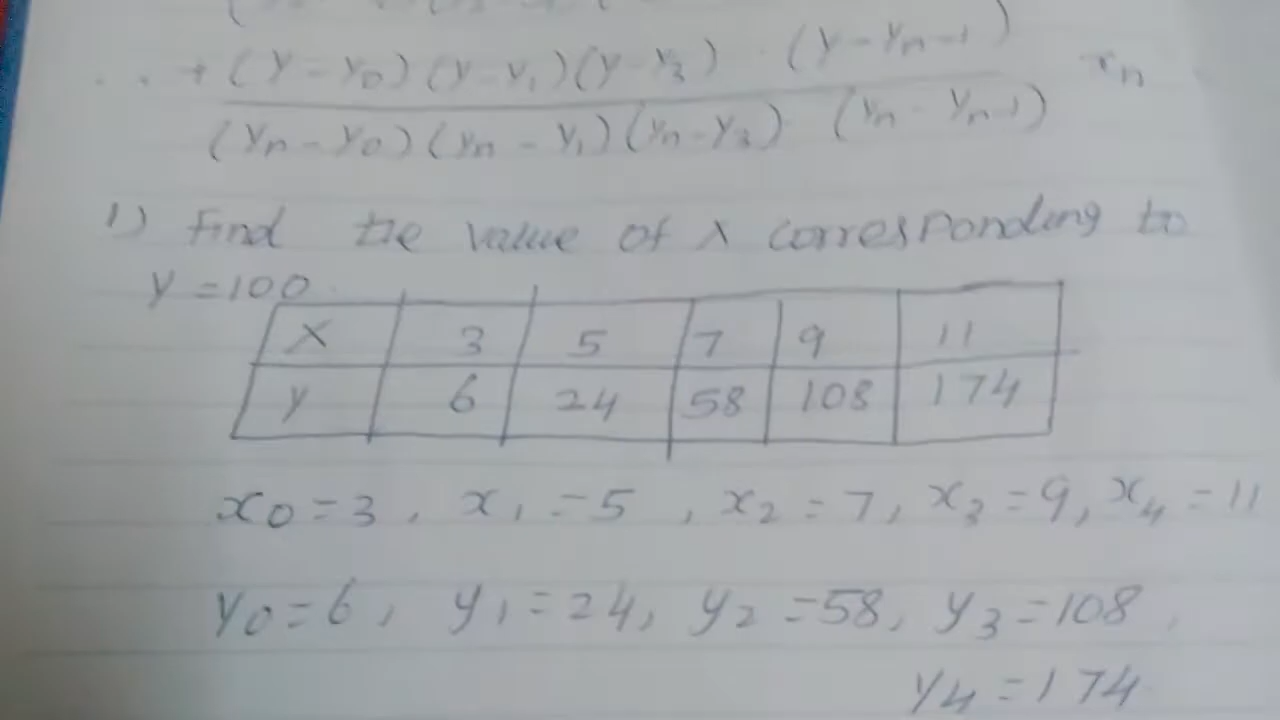 .. + (y - y0) (y - y1) (y - y3) . (y - yn-1)
(yn - y0) (yn - y1) (yn - y3) . (yn - yn-1) xn
1) Find the value of x corresponding to
y = 100.
X 3 5 7 9 11
y 6 24 58 108 174
x0 = 3, x1 = 5, x2 = 7, x3 = 9, x4 = 11
y0 = 6, y1 = 24, y2 = 58, y3 = 108,
y4 = 174